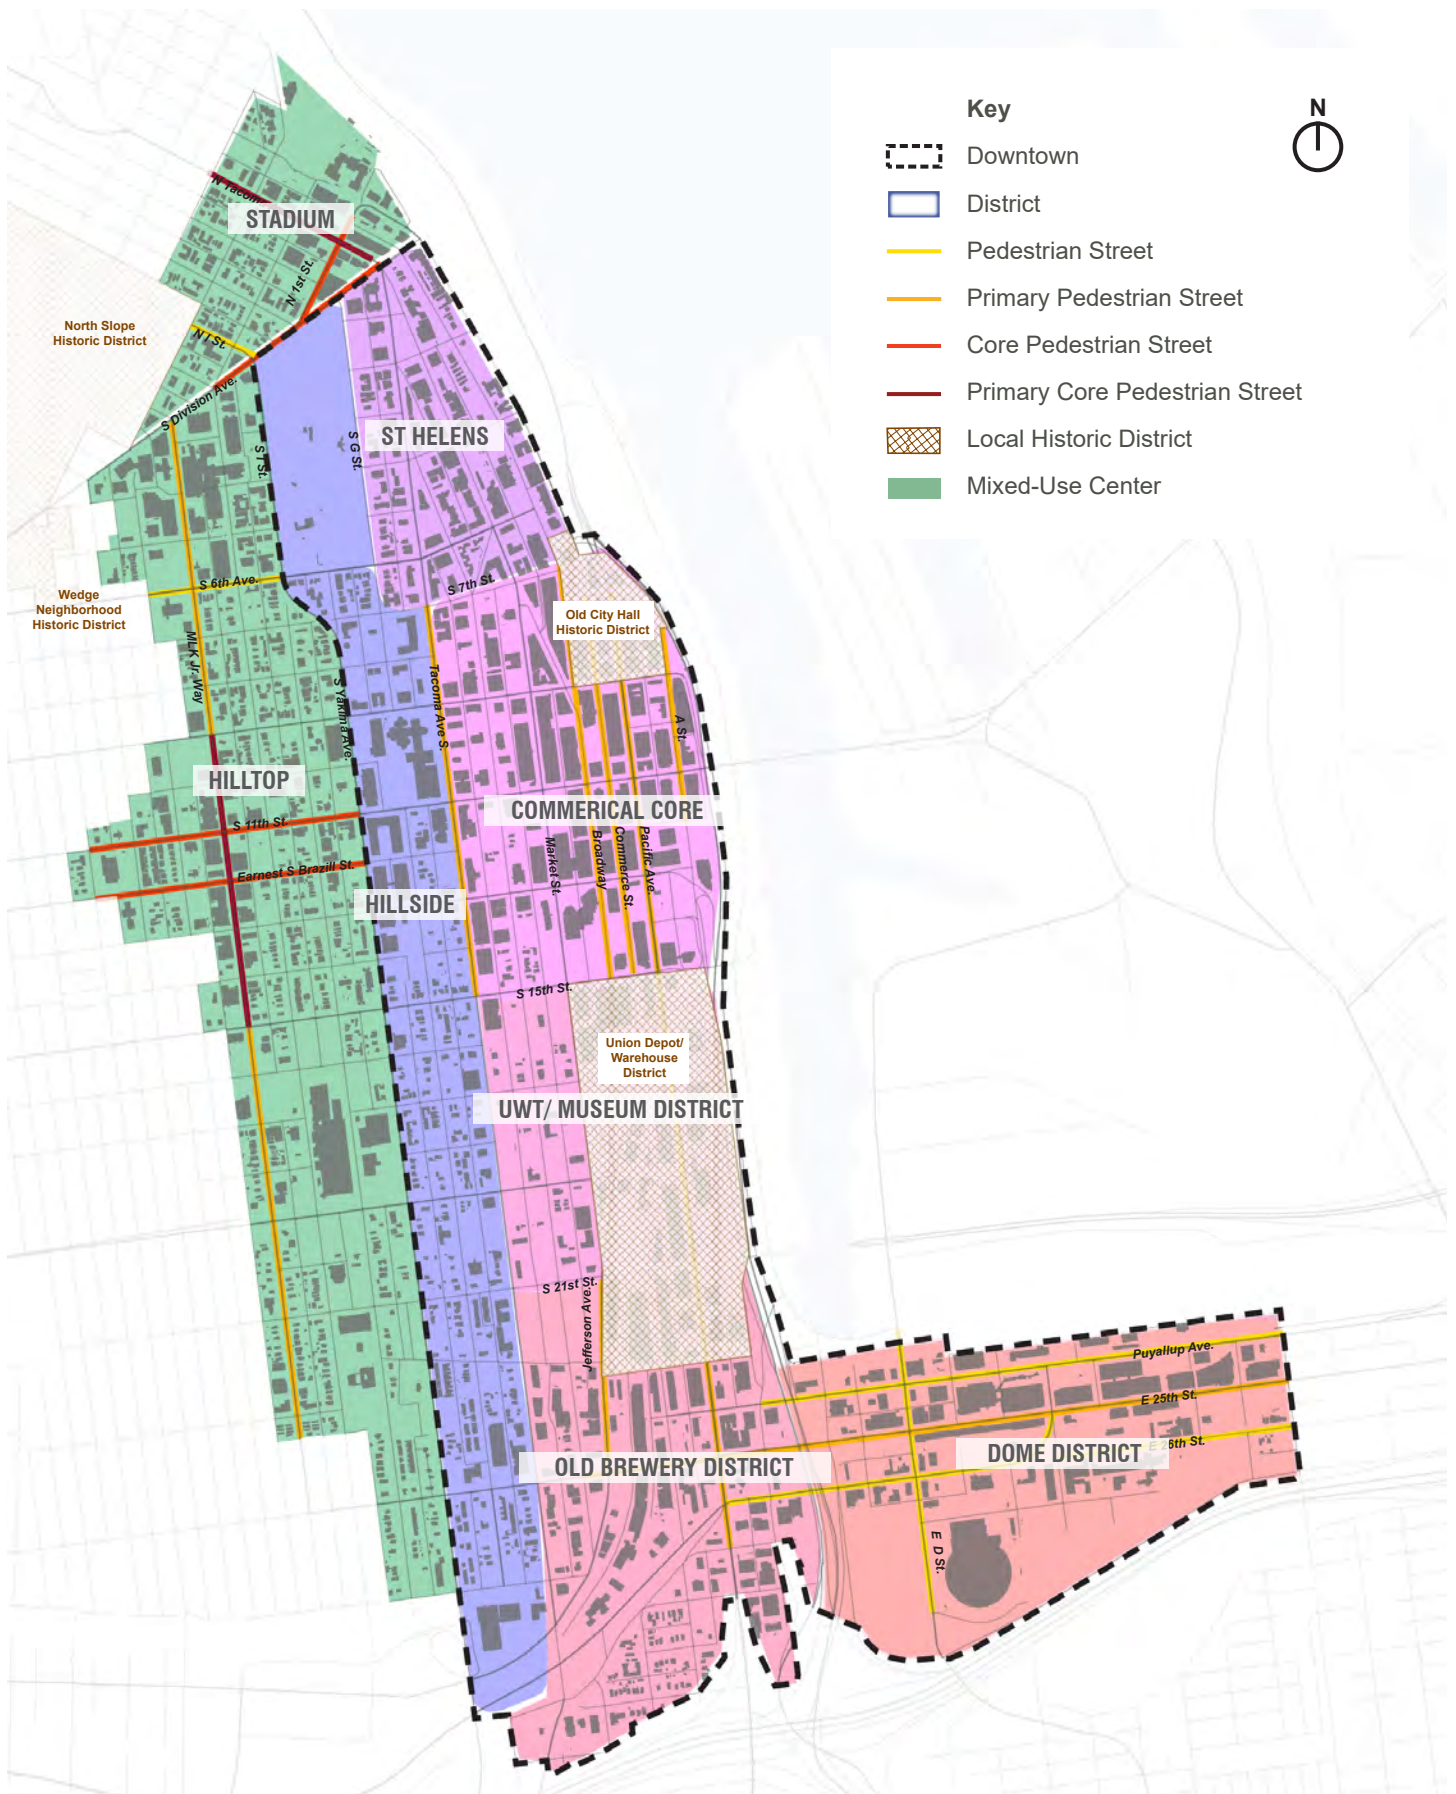 Key
N
Downtown
District
Pedestrian Street
Primary Pedestrian Street
Core Pedestrian Street
Primary Core Pedestrian Street
Local Historic District
Mixed-Use Center
N Tacoma
STADIUM
N 1st St.
North Slope
Historic District
N I St.
S Division Ave.
S I St.
S G St.
ST HELENS
S 6th Ave.
S 7th St.
Wedge
Neighborhood
Historic District
Old City Hall
Historic District
MLK Jr. Way
S Yakima Ave.
Tacoma Ave S.
A St.
HILLTOP
S 11th St.
COMMERICAL CORE
Market St.
Broadway
Commerce St.
Pacific Ave.
Earnest S Brazill St.
HILLSIDE
S 15th St.
Union Depot/
Warehouse
District
UWT/ MUSEUM DISTRICT
S 21st St.
Jefferson Ave.
Puyallup Ave.
E 25th St.
E 26th St.
DOME DISTRICT
OLD BREWERY DISTRICT
E D St.